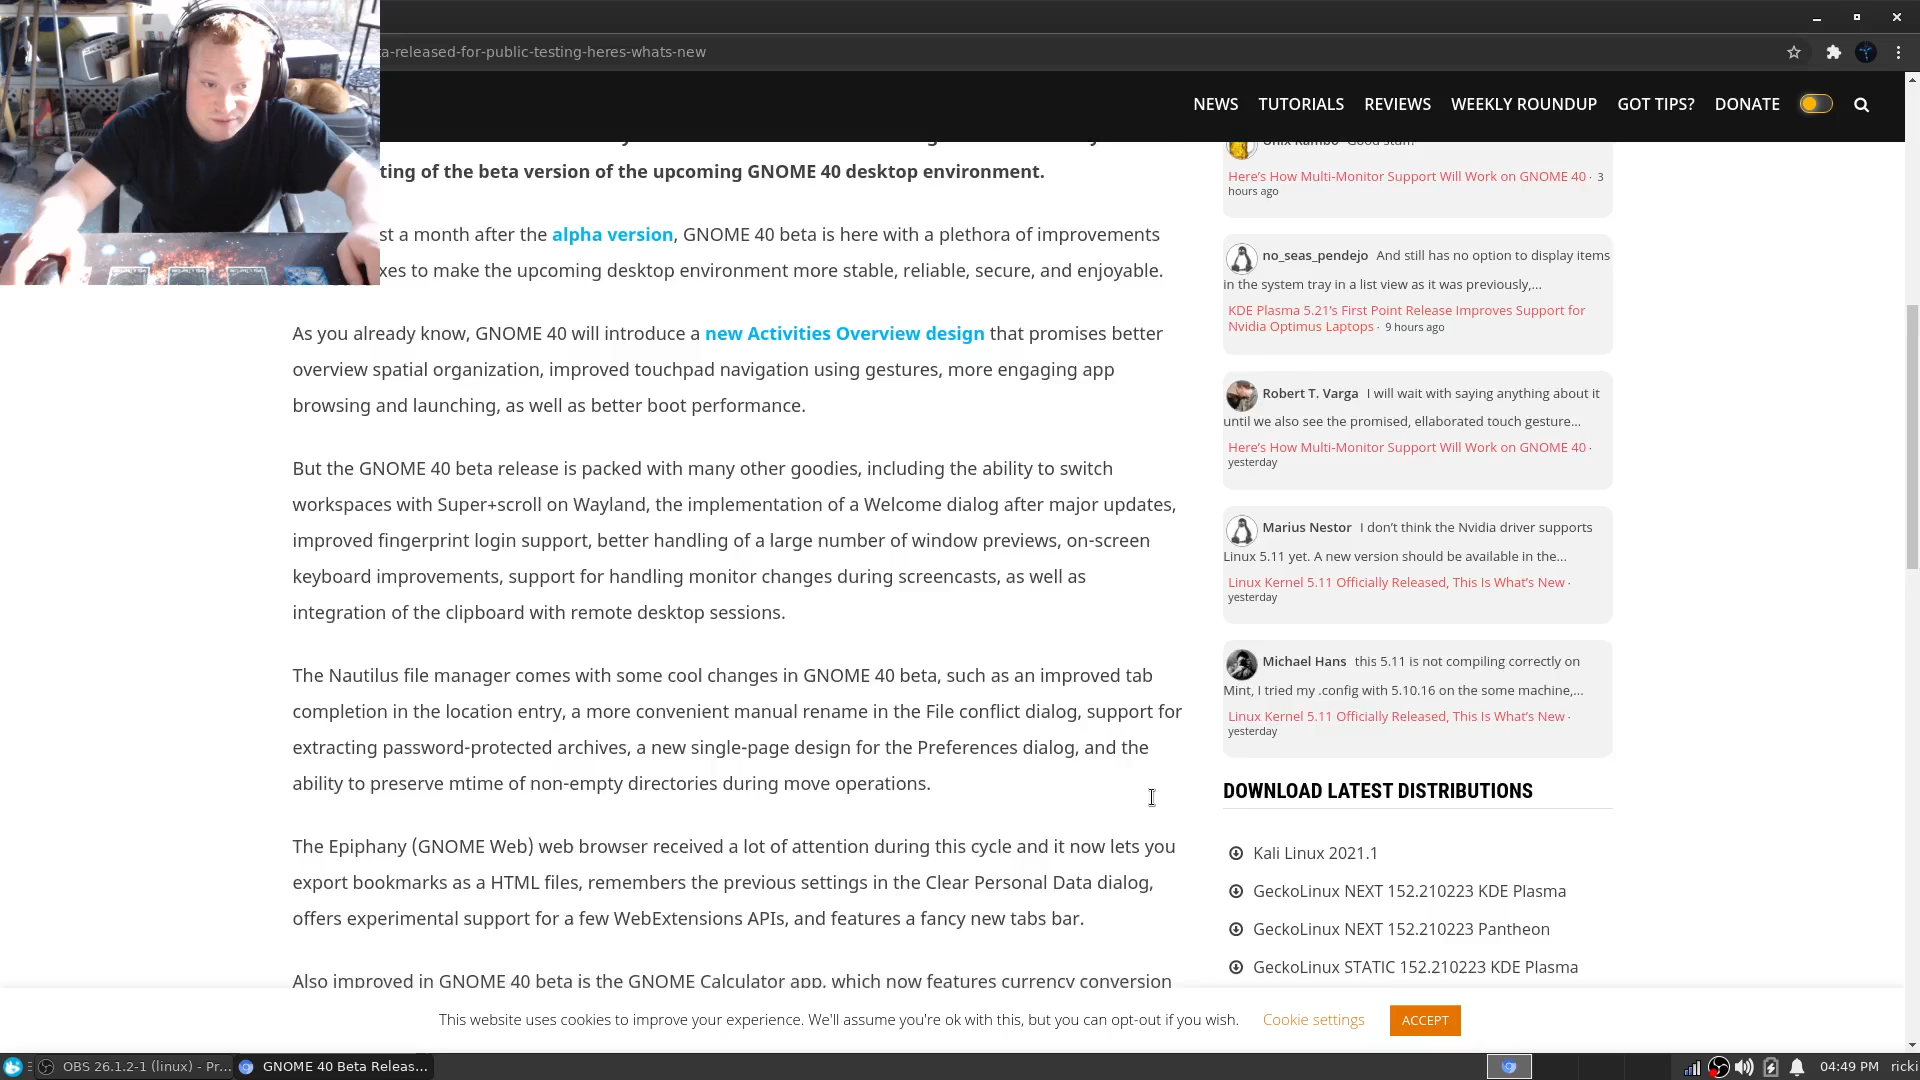 a-released-for-public-testing-heres-whats-new
NEWS TUTORIALS REVIEWS WEEKLY ROUNDUP GOT TIPS? DONATE
ting of the beta version of the upcoming GNOME 40 desktop environment.
st a month after the alpha version, GNOME 40 beta is here with a plethora of improvements
xes to make the upcoming desktop environment more stable, reliable, secure, and enjoyable.
As you already know, GNOME 40 will introduce a new Activities Overview design that promises better
overview spatial organization, improved touchpad navigation using gestures, more engaging app
browsing and launching, as well as better boot performance.
But the GNOME 40 beta release is packed with many other goodies, including the ability to switch
workspaces with Super+scroll on Wayland, the implementation of a Welcome dialog after major updates,
improved fingerprint login support, better handling of a large number of window previews, on-screen
keyboard improvements, support for handling monitor changes during screencasts, as well as
integration of the clipboard with remote desktop sessions.
The Nautilus file manager comes with some cool changes in GNOME 40 beta, such as an improved tab
completion in the location entry, a more convenient manual rename in the File conflict dialog, support for
extracting password-protected archives, a new single-page design for the Preferences dialog, and the
ability to preserve mtime of non-empty directories during move operations.
The Epiphany (GNOME Web) web browser received a lot of attention during this cycle and it now lets you
export bookmarks as a HTML files, remembers the previous settings in the Clear Personal Data dialog,
offers experimental support for a few WebExtensions APIs, and features a fancy new tabs bar.
Also improved in GNOME 40 beta is the GNOME Calculator app, which now features currency conversion
Unix Rambo Good stuff!
Here's How Multi-Monitor Support Will Work on GNOME 40 · 3
hours ago
no_seas_pendejo And still has no option to display items
in the system tray in a list view as it was previously,...
KDE Plasma 5.21's First Point Release Improves Support for
Nvidia Optimus Laptops · 9 hours ago
Robert T. Varga I will wait with saying anything about it
until we also see the promised, ellaborated touch gesture...
Here's How Multi-Monitor Support Will Work on GNOME 40 ·
yesterday
Marius Nestor I don't think the Nvidia driver supports
Linux 5.11 yet. A new version should be available in the...
Linux Kernel 5.11 Officially Released, This Is What's New ·
yesterday
Michael Hans this 5.11 is not compiling correctly on
Mint, I tried my .config with 5.10.16 on the some machine,...
Linux Kernel 5.11 Officially Released, This Is What's New ·
yesterday
DOWNLOAD LATEST DISTRIBUTIONS
Kali Linux 2021.1
GeckoLinux NEXT 152.210223 KDE Plasma
GeckoLinux NEXT 152.210223 Pantheon
GeckoLinux STATIC 152.210223 KDE Plasma
This website uses cookies to improve your experience. We'll assume you're ok with this, but you can opt-out if you wish. Cookie settings ACCEPT
OBS 26.1.2-1 (linux) - Pr... GNOME 40 Beta Releas... 04:49 PM ricki